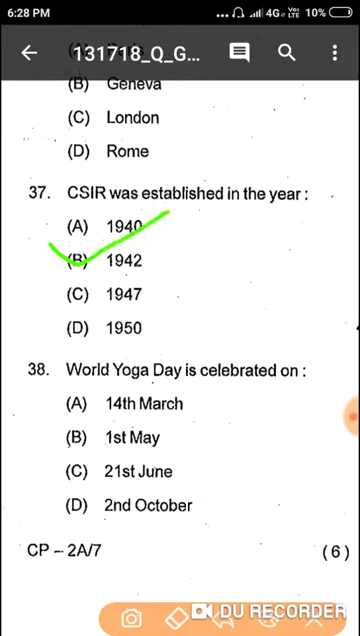 6:28 PM ... 4G Vo LTE 10%
131718_Q_G...
(B) Geneva
(C) London
(D) Rome
37. CSIR was established in the year :
(A) 1940
(B) 1942
(C) 1947
(D) 1950
38. World Yoga Day is celebrated on :
(A) 14th March
(B) 1st May
(C) 21st June
(D) 2nd October
CP – 2A/7 (6)
DU RECORDER